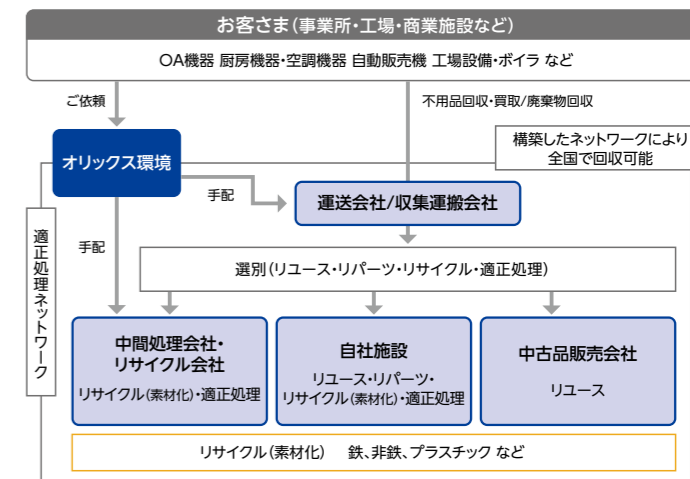 お客さま（事業所・工場・商業施設など）
OA機器 厨房機器・空調機器 自動販売機 工場設備・ボイラ など
ご依頼
不用品回収・買取/廃棄物回収
構築したネットワークにより
全国で回収可能
オリックス環境
手配
運送会社/収集運搬会社
適正処理ネットワーク
手配
選別（リユース・リパーツ・リサイクル・適正処理）
中間処理会社・
リサイクル会社
リサイクル（素材化）・適正処理
自社施設
リユース・リパーツ・
リサイクル（素材化）・適正処理
中古品販売会社
リユース
リサイクル（素材化） 鉄、非鉄、プラスチック など